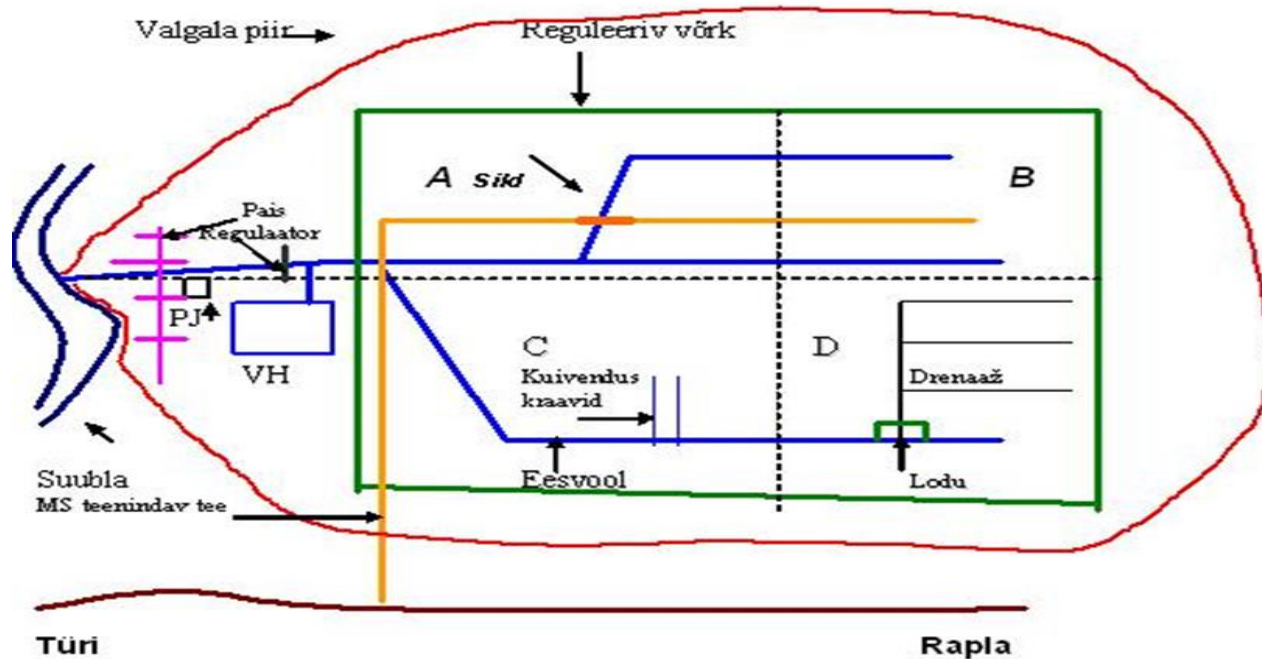 Valgala piir
Reguleeriv võrk
A
Sild
B
Pais
Regulaator
PJ
VH
C
D
Kuivendus
kraavid
Drenaaž
Suubla
Eesvool
Lodu
MS teenindav tee
Türi
Rapla